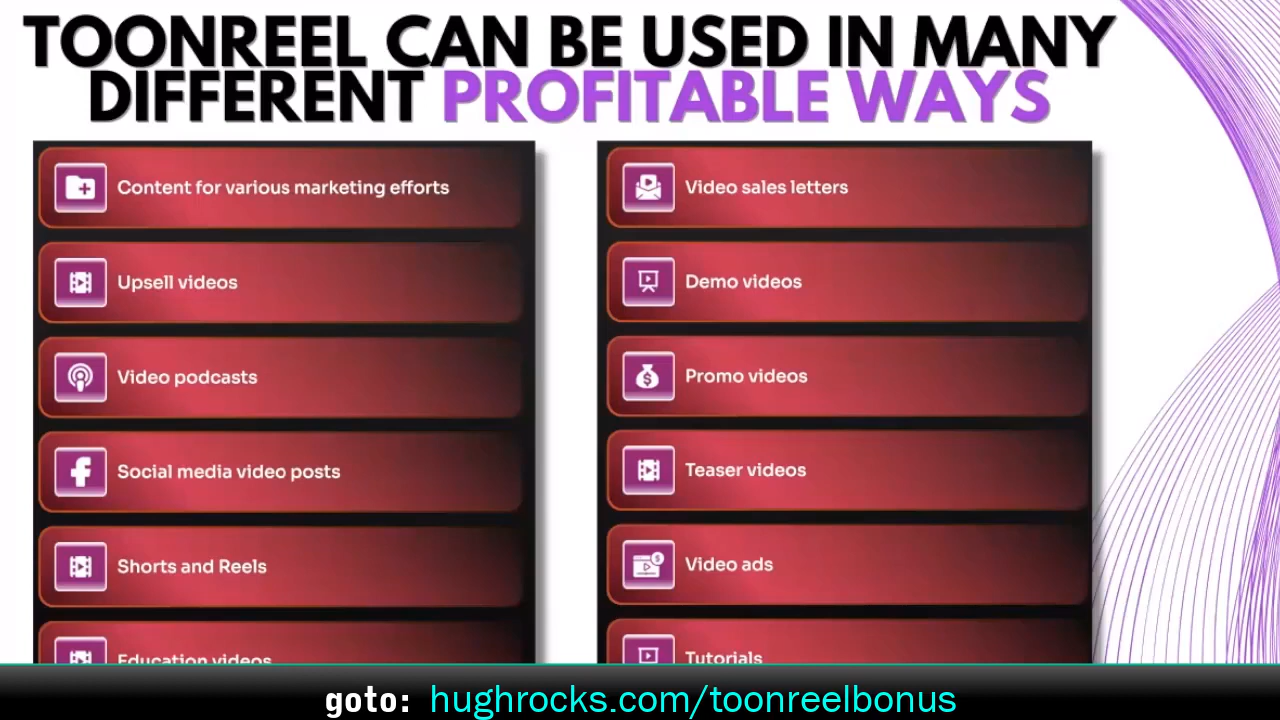 TOONREEL CAN BE USED IN MANY
DIFFERENT PROFITABLE WAYS
Content for various marketing efforts
Upsell videos
Video podcasts
Social media video posts
Shorts and Reels
Education videos
Video sales letters
Demo videos
Promo videos
Teaser videos
Video ads
Tutorials
goto: hughrocks.com/toonreelbonus